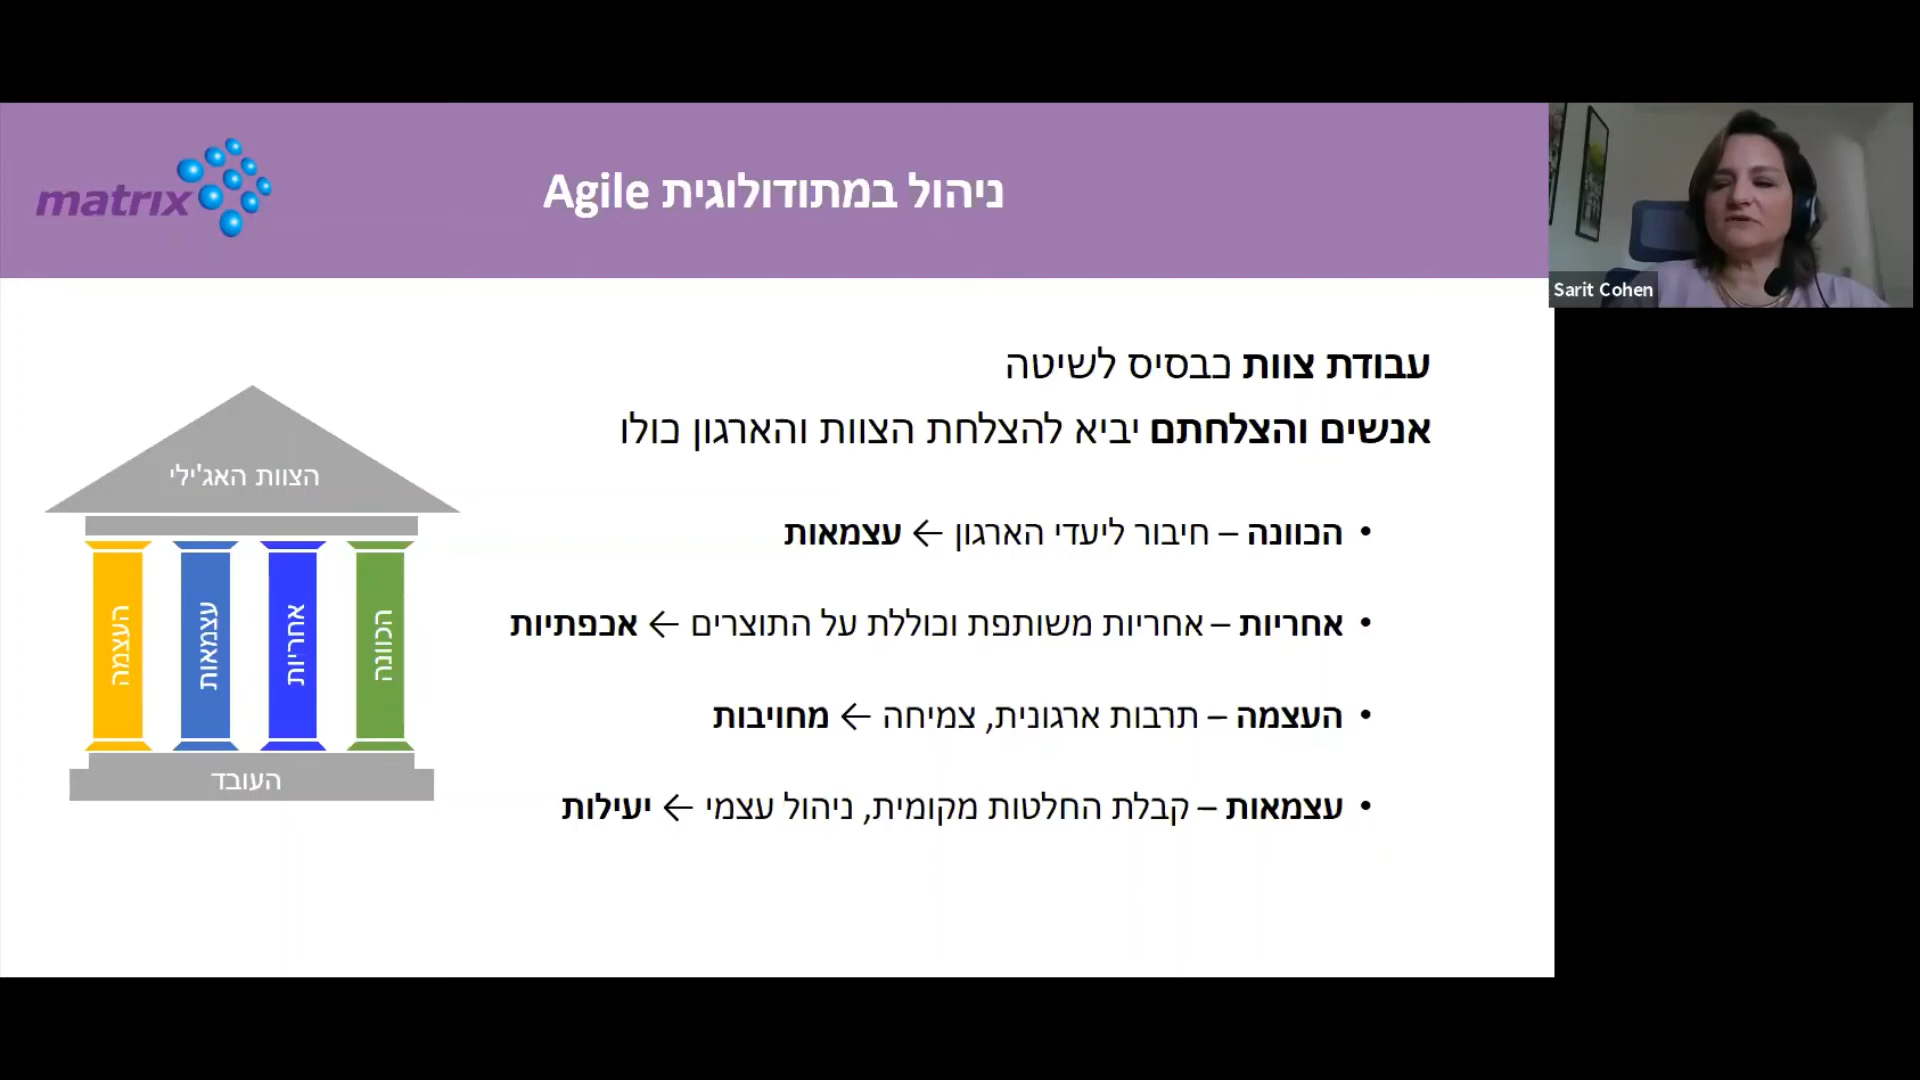 matrix
ניהול במתודולוגית Agile
Sarit Cohen
עבודת צוות כבסיס לשיטה
אנשים והצלחתם יביא להצלחת הצוות והארגון כולו
• הכוונה – חיבור ליעדי הארגון ← עצמאות
• אחריות – אחריות משותפת וכוללת על התוצרים ← אכפתיות
• העצמה – תרבות ארגונית, צמיחה ← מחויבות
• עצמאות – קבלת החלטות מקומית, ניהול עצמי ← יעילות
הצוות האג'ילי
הכוונה
אחריות
עצמאות
העצמה
העובד